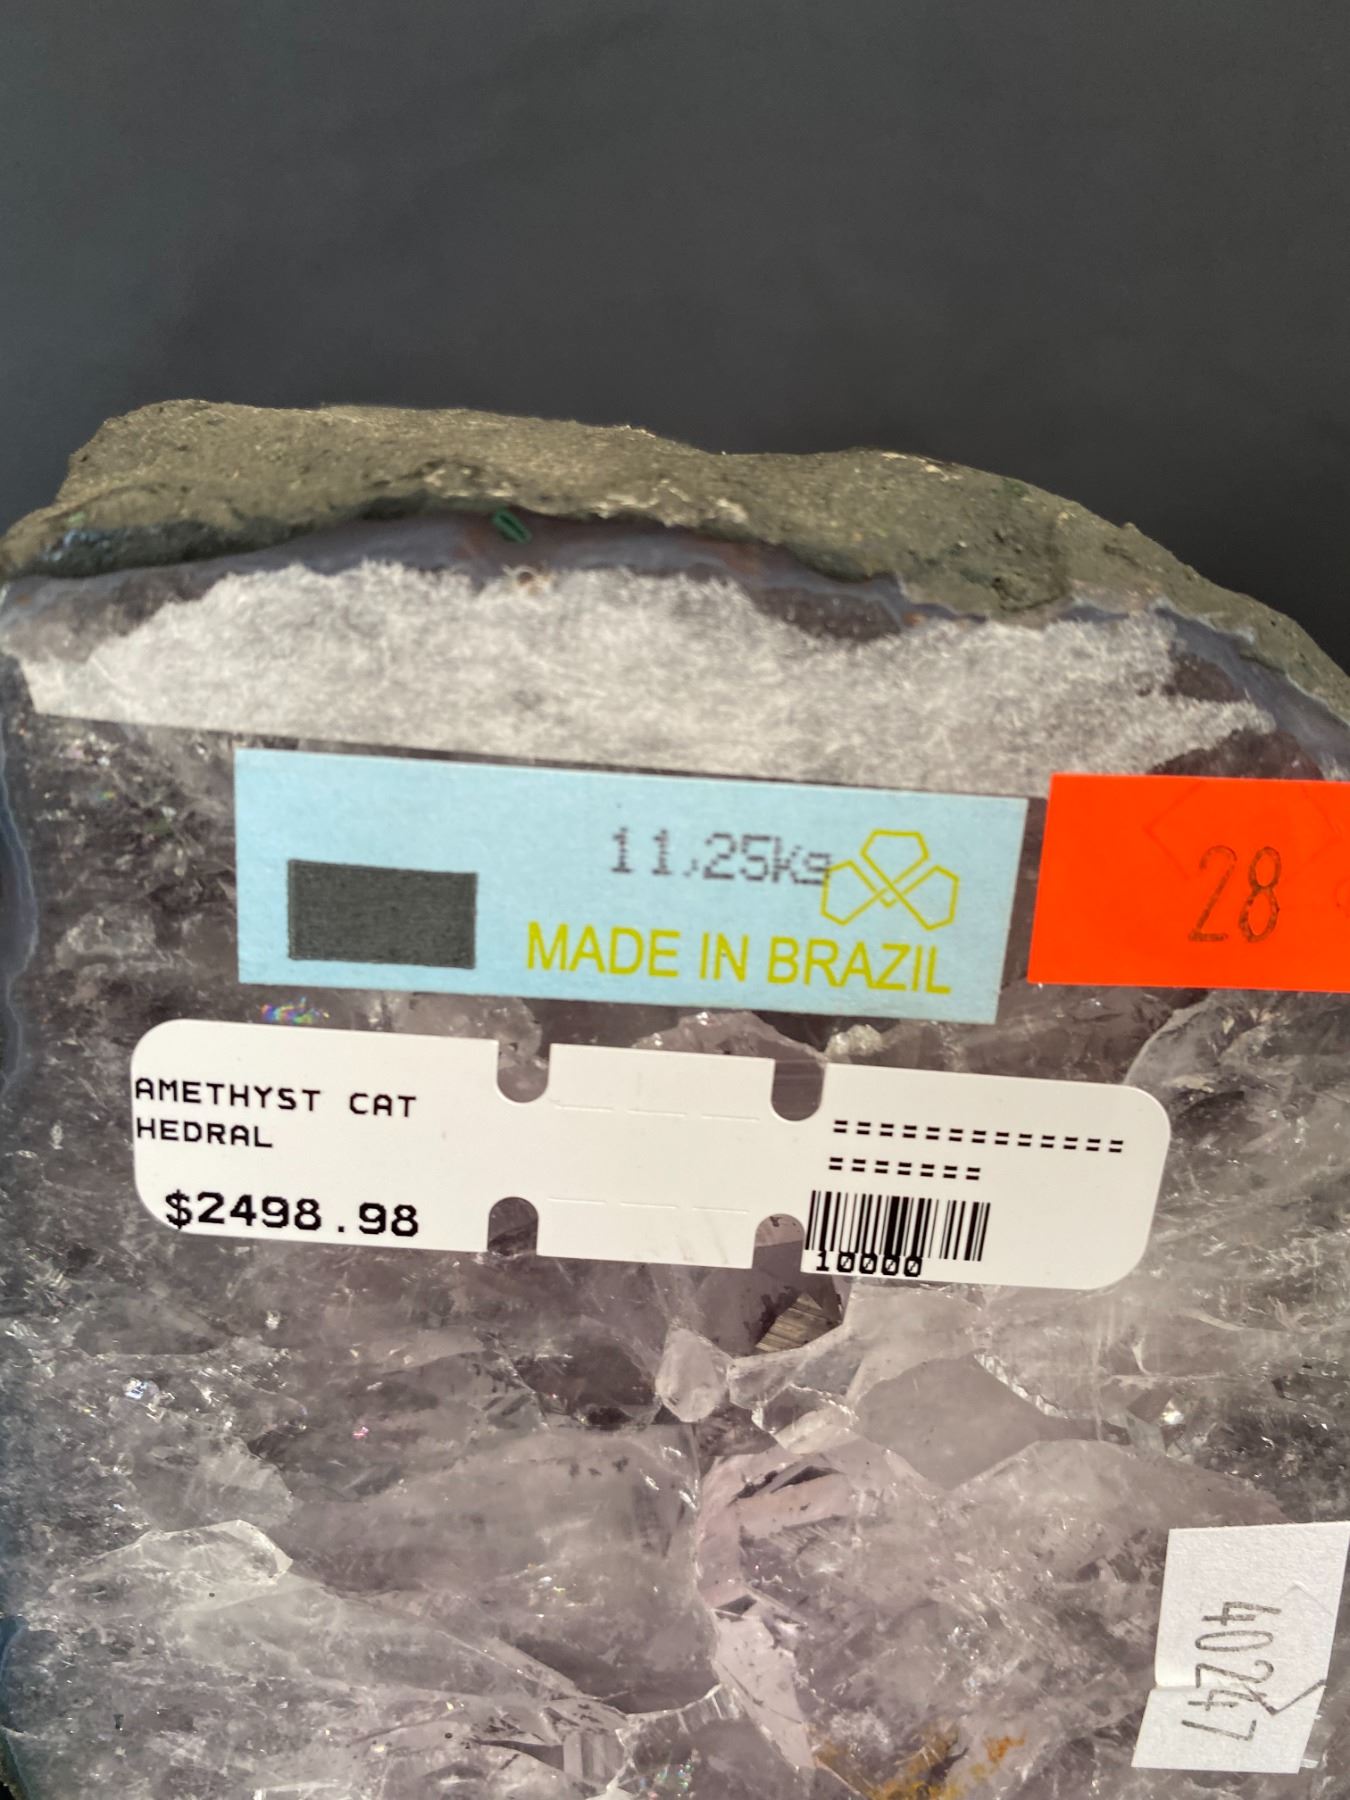 11,25kg
MADE IN BRAZIL
28
AMETHYST CAT
HEDRAL
$2498.98
=============
=======
10000
40247